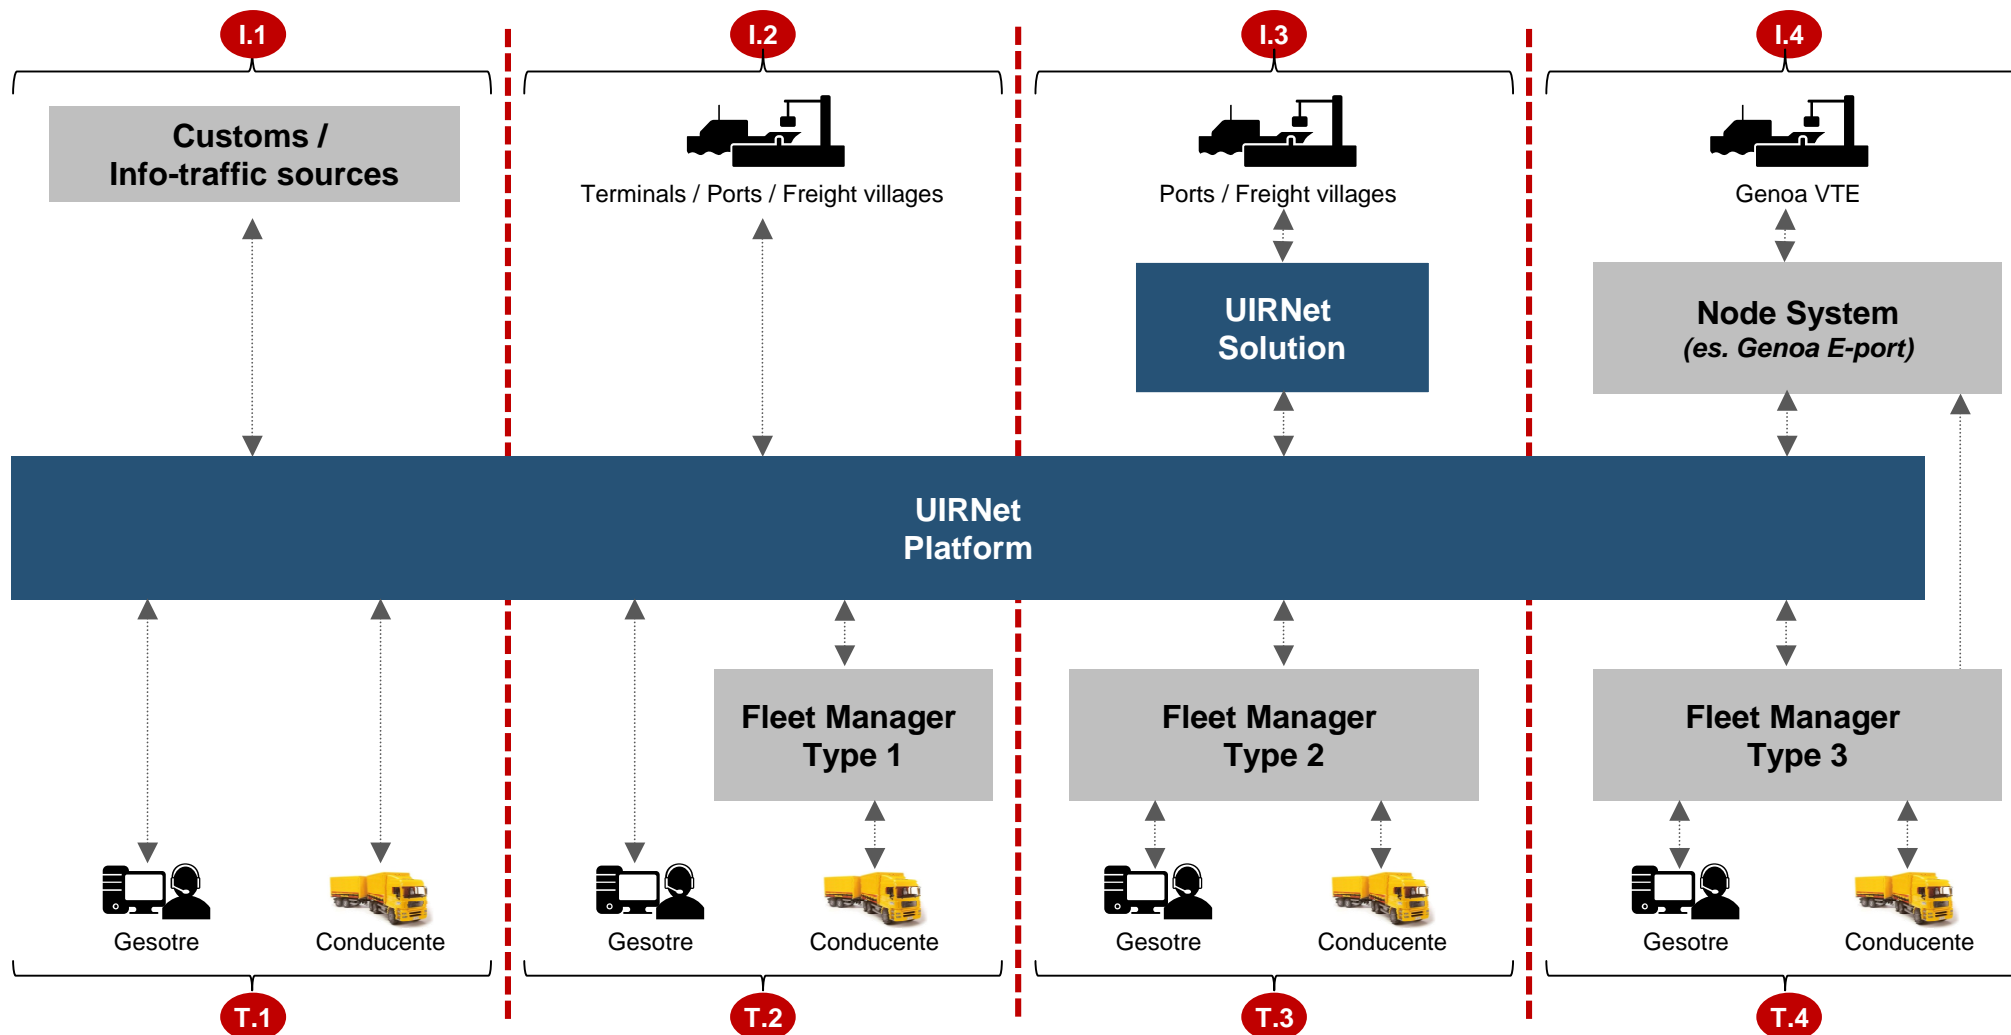 I.1
I.2
I.3
I.4
Customs /
Info-traffic sources
Terminals / Ports / Freight villages
Ports / Freight villages
Genoa VTE
UIRNet
Solution
Node System
(es. Genoa E-port)
UIRNet
Platform
Fleet Manager
Type 1
Fleet Manager
Type 2
Fleet Manager
Type 3
Gesotre
Conducente
Gesotre
Conducente
Gesotre
Conducente
Gesotre
Conducente
T.1
T.2
T.3
T.4